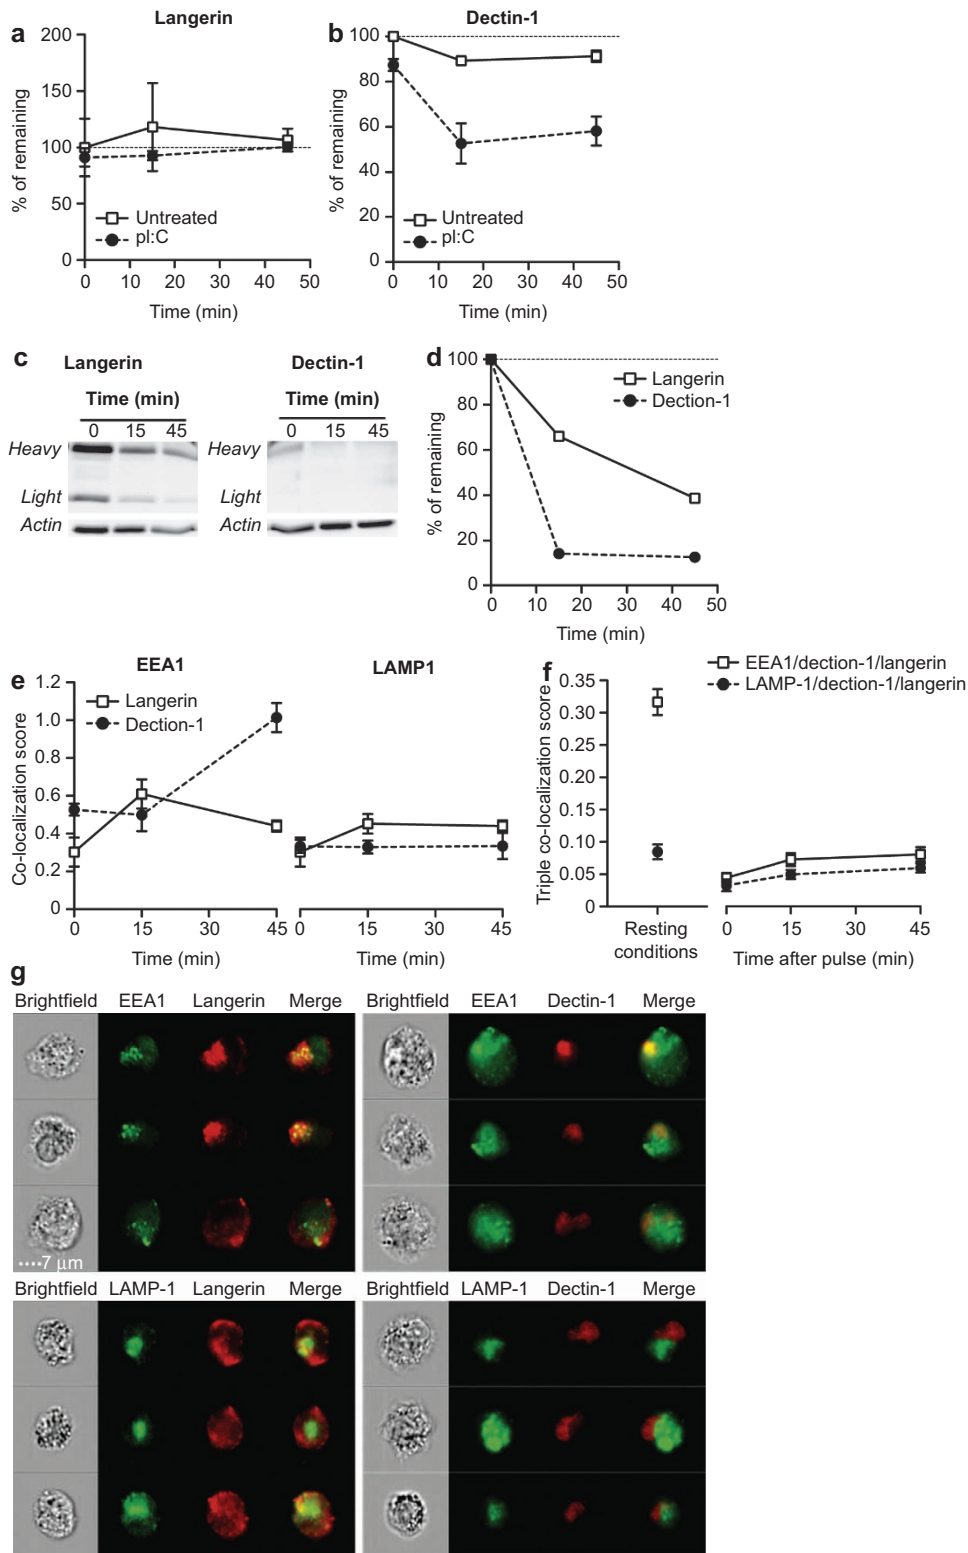 Langerin
Dectin-1
a
b
200
150
100
50
0
% of remaining
Untreated
pI:C
0 10 20 30 40 50
Time (min)
100
80
60
40
20
0
% of remaining
Untreated
pI:C
0 10 20 30 40 50
Time (min)
c
Langerin
Time (min)
0 15 45
Heavy
Light
Actin
Dectin-1
Time (min)
0 15 45
Heavy
Light
Actin
d
100
80
60
40
20
0
% of remaining
Langerin
Dection-1
0 10 20 30 40 50
Time (min)
e
EEA1
LAMP1
1.2
1.0
0.8
0.6
0.4
0.2
0
Co-localization score
Langerin
Dection-1
0 15 30 45
Time (min)
0 15 30 45
Time (min)
f
EEA1/dection-1/langerin
LAMP-1/dection-1/langerin
0.35
0.30
0.25
0.20
0.15
0.10
0.05
0
Triple co-localization score
Resting
conditions
0 15 30 45
Time after pulse (min)
g
Brightfield EEA1 Langerin Merge
Brightfield EEA1 Dectin-1 Merge
7 µm
Brightfield LAMP-1 Langerin Merge
Brightfield LAMP-1 Dectin-1 Merge